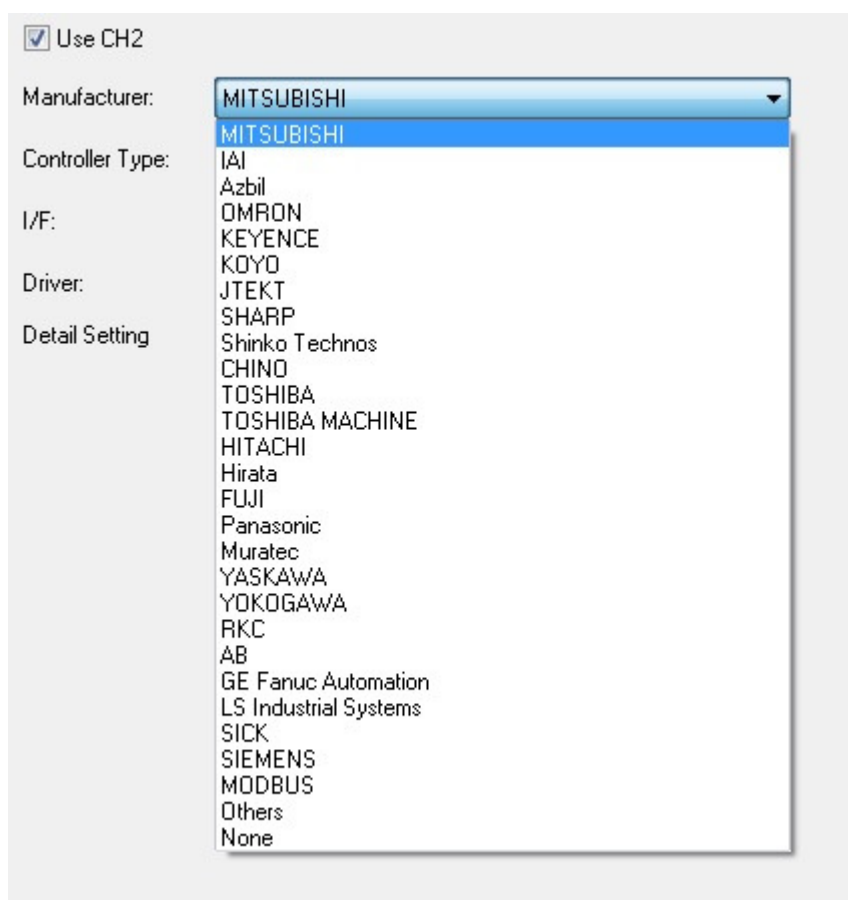 Use CH2
Manufacturer:
MITSUBISHI
MITSUBISHI
Controller Type:
IAI
Azbil
I/F:
OMRON
KEYENCE
KOYO
Driver:
JTEKT
SHARP
Detail Setting
Shinko Technos
CHINO
TOSHIBA
TOSHIBA MACHINE
HITACHI
Hirata
FUJI
Panasonic
Muratec
YASKAWA
YOKOGAWA
RKC
AB
GE Fanuc Automation
LS Industrial Systems
SICK
SIEMENS
MODBUS
Others
None